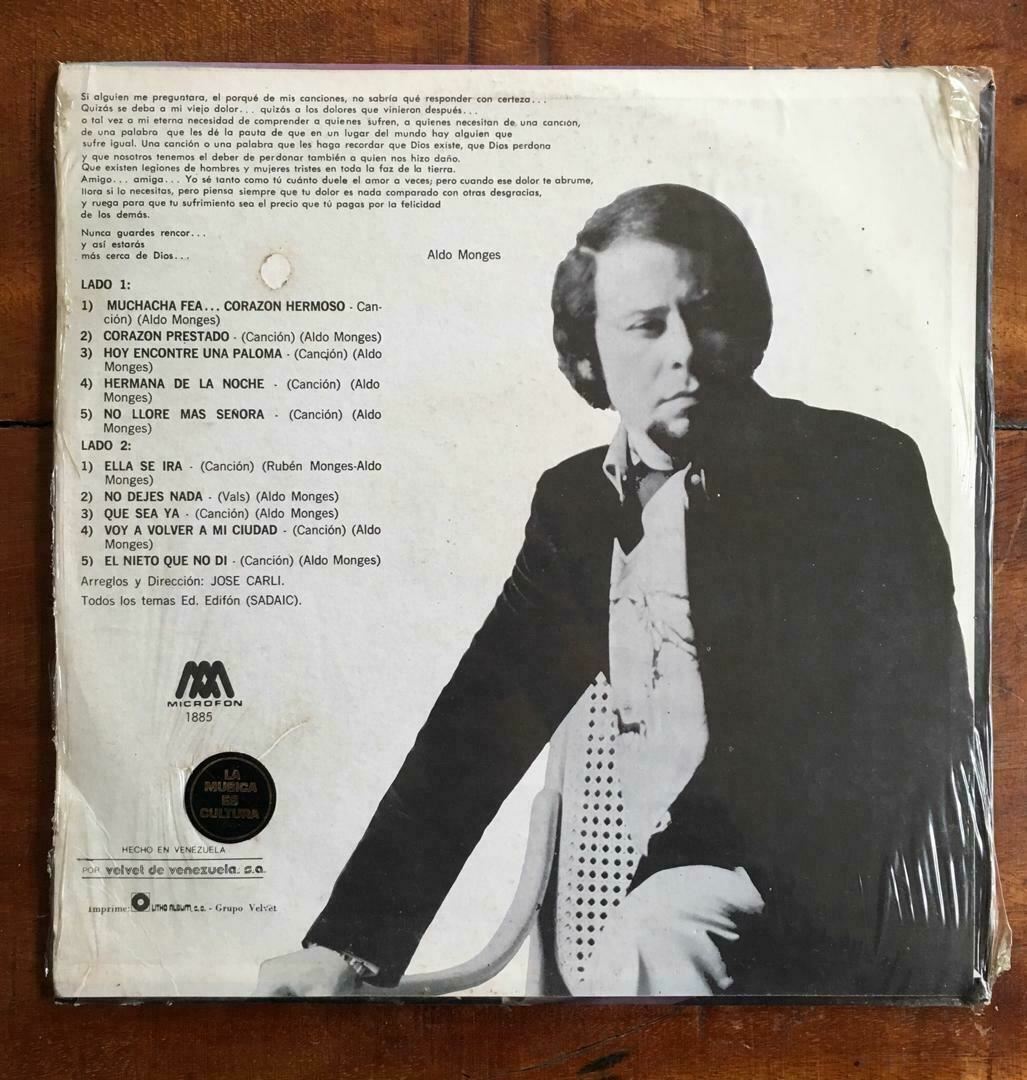 Si alguien me preguntara, el porqué de mis canciones, no sabría qué responder con certeza...
Quizás se deba a mi viejo dolor... quizás a los dolores que vinieron después...
o tal vez a mi eterna necesidad de comprender a quienes sufren, a quienes necesitan de una canción,
de una palabra que les dé la pauta de que en un lugar del mundo hay alguien que
sufre igual. Una canción o una palabra que les haga recordar que Dios existe, que Dios perdona
y que nosotros tenemos el deber de perdonar también a quien nos hizo daño.
Que existen legiones de hombres y mujeres tristes en toda la faz de la tierra.
Amigo... amiga... Yo sé tanto como tú cuánto duele el amor a veces; pero cuando ese dolor te abrume,
llora si lo necesitas, pero piensa siempre que tu dolor es nada comparado con otras desgracias,
y ruega para que tu sufrimiento sea el precio que tú pagas por la felicidad
de los demás.
Nunca guardes rencor...
y así estarás
más cerca de Dios...
Aldo Monges
LADO 1:
1) MUCHACHA FEA... CORAZON HERMOSO - Can-
ción) (Aldo Monges)
2) CORAZON PRESTADO - (Canción) (Aldo Monges)
3) HOY ENCONTRE UNA PALOMA - (Canción) (Aldo
Monges)
4) HERMANA DE LA NOCHE - (Canción) (Aldo
Monges)
5) NO LLORE MAS SEÑORA - (Canción) (Aldo
Monges)
LADO 2:
1) ELLA SE IRA - (Canción) (Rubén Monges-Aldo
Monges)
2) NO DEJES NADA - (Vals) (Aldo Monges)
3) QUE SEA YA - (Canción) (Aldo Monges)
4) VOY A VOLVER A MI CIUDAD - (Canción) (Aldo
Monges)
5) EL NIETO QUE NO DI - (Canción) (Aldo Monges)
Arreglos y Dirección: JOSE CARLI.
Todos los temas Ed. Edifón (SADAIC).
MICROFON
1885
LA
MUSICA
ES
CULTURA
HECHO EN VENEZUELA
POR velvet de venezuela. s.a.
Imprime: LITHO ALBUM, c.a. - Grupo Velvet